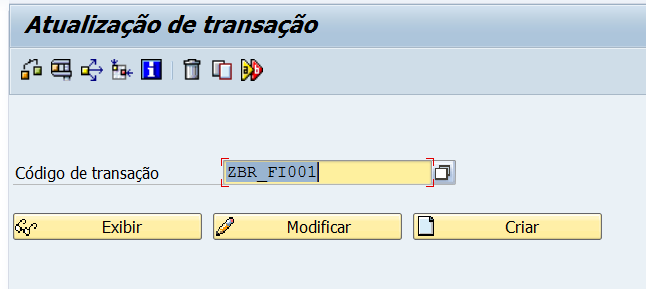 Atualização de transação
Código de transação ZBR_FI001
Exibir Modificar Criar